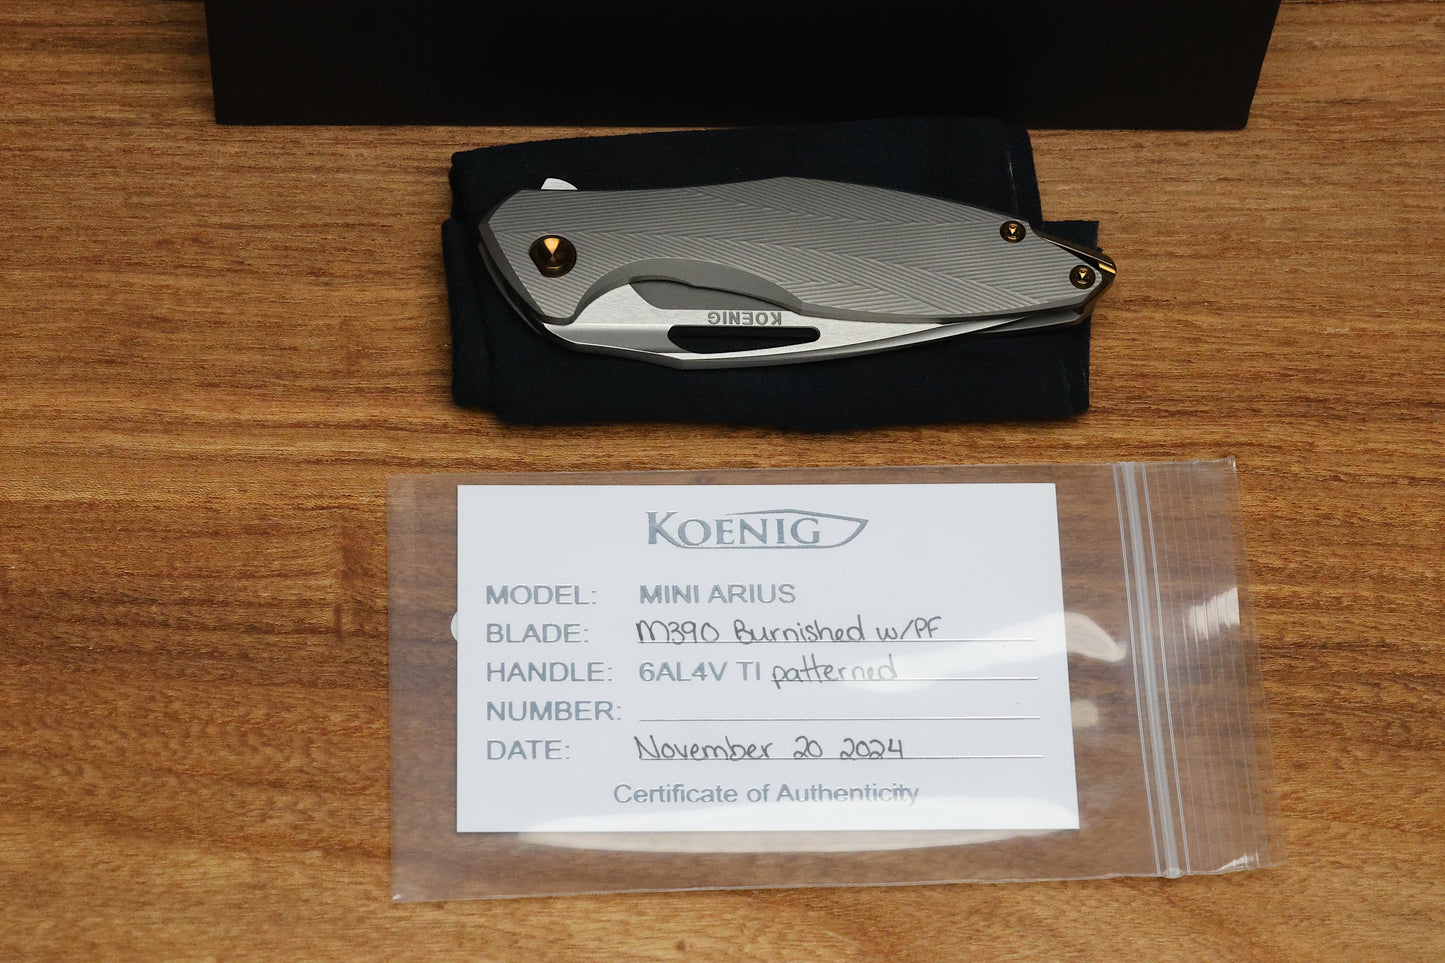 KOENIG
KOENIG
MODEL: MINI ARIUS
BLADE: M390 Burnished w/PF
HANDLE: 6AL4V TI patterned
NUMBER:
DATE: November 20 2024
Certificate of Authenticity